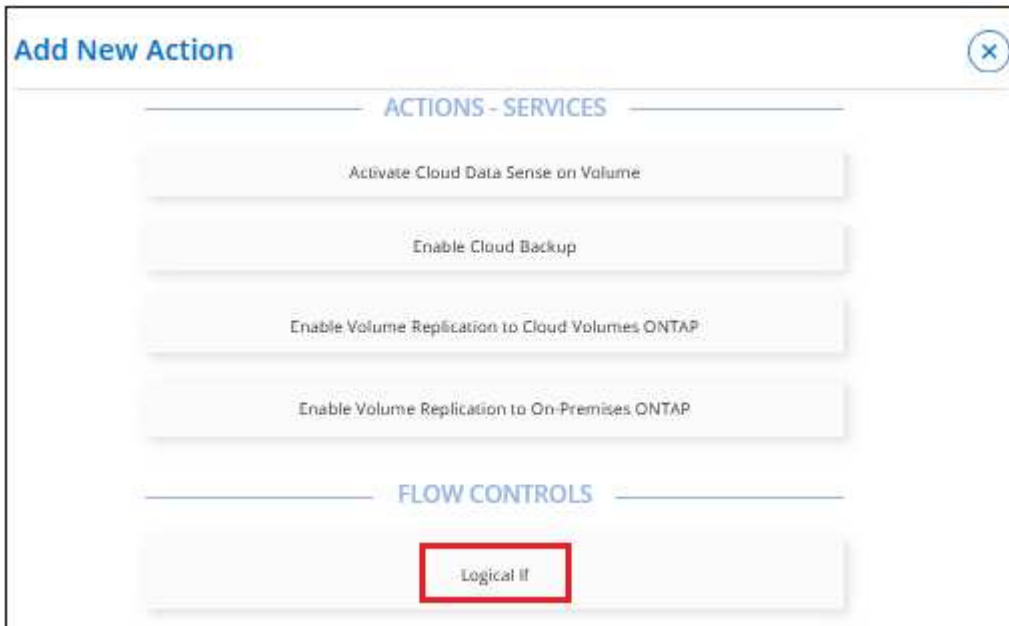 Add New Action
ACTIONS - SERVICES
Activate Cloud Data Sense on Volume
Enable Cloud Backup
Enable Volume Replication to Cloud Volumes ONTAP
Enable Volume Replication to On-Premises ONTAP
FLOW CONTROLS
Logical If